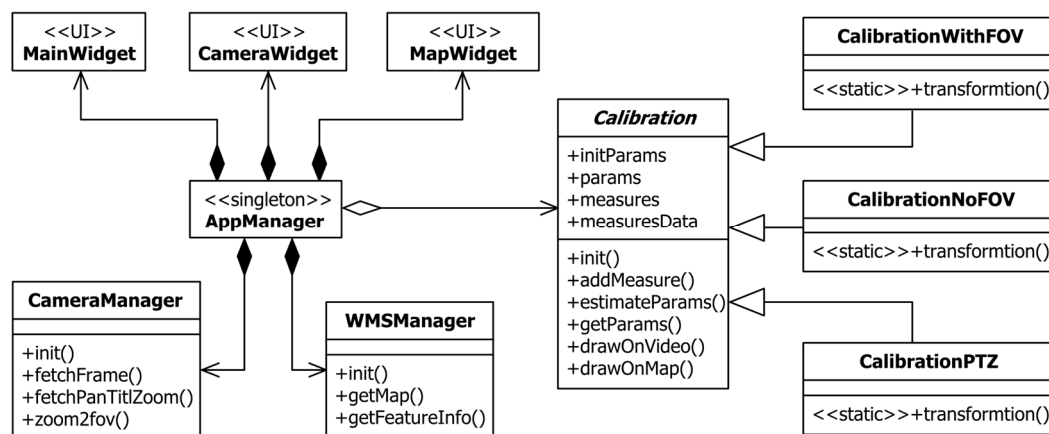 <<UI>>
MainWidget
<<UI>>
CameraWidget
<<UI>>
MapWidget
<<singleton>>
AppManager
CameraManager
+init()
+fetchFrame()
+fetchPanTitlZoom()
+zoom2fov()
WMSManager
+init()
+getMap()
+getFeatureInfo()
Calibration
+initParams
+params
+measures
+measuresData
+init()
+addMeasure()
+estimateParams()
+getParams()
+drawOnVideo()
+drawOnMap()
CalibrationWithFOV
<<static>>+transformtion()
CalibrationNoFOV
<<static>>+transformtion()
CalibrationPTZ
<<static>>+transformtion()